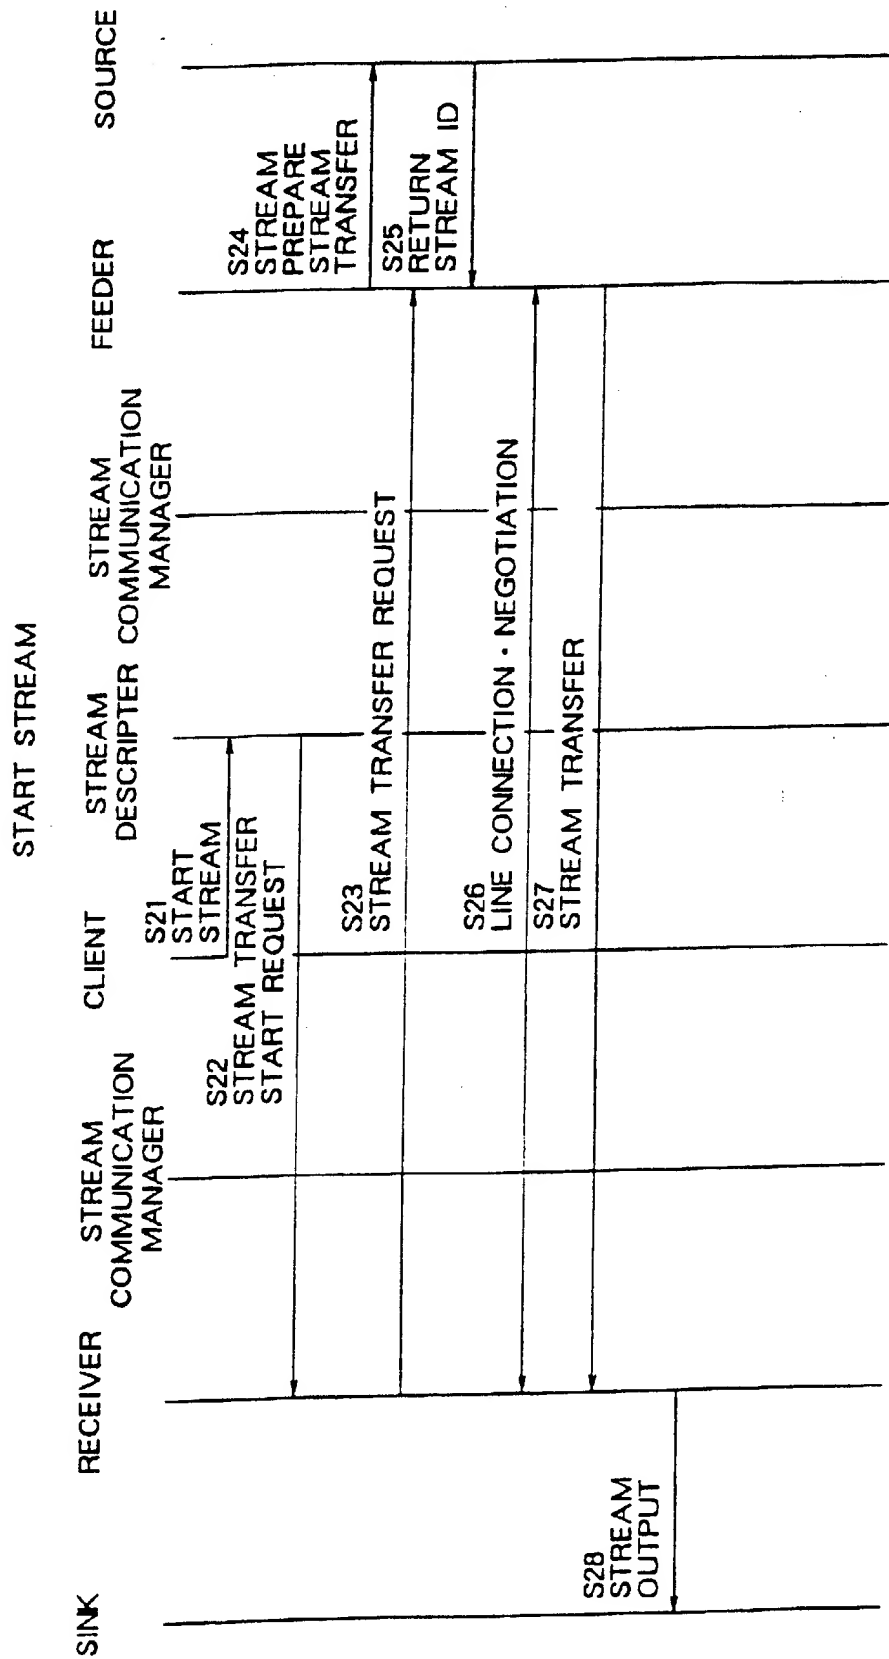 START STREAM
SINK
RECEIVER
STREAM
COMMUNICATION
MANAGER
CLIENT
STREAM
DESCRIPTER
STREAM
COMMUNICATION
MANAGER
FEEDER
SOURCE
S21
START
STREAM
S22
STREAM TRANSFER
START REQUEST
S23
STREAM TRANSFER REQUEST
S24
STREAM
PREPARE
STREAM
TRANSFER
S25
RETURN
STREAM ID
S26
LINE CONNECTION · NEGOTIATION
S27
STREAM TRANSFER
S28
STREAM
OUTPUT